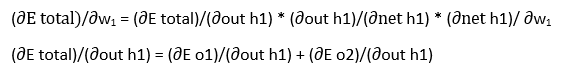 (∂E total)/∂w₁ = (∂E total)/(∂out h1) * (∂out h1)/(∂net h1) * (∂net h1)/ ∂w₁
(∂E total)/(∂out h1) = (∂E o1)/(∂out h1) + (∂E o2)/(∂out h1)